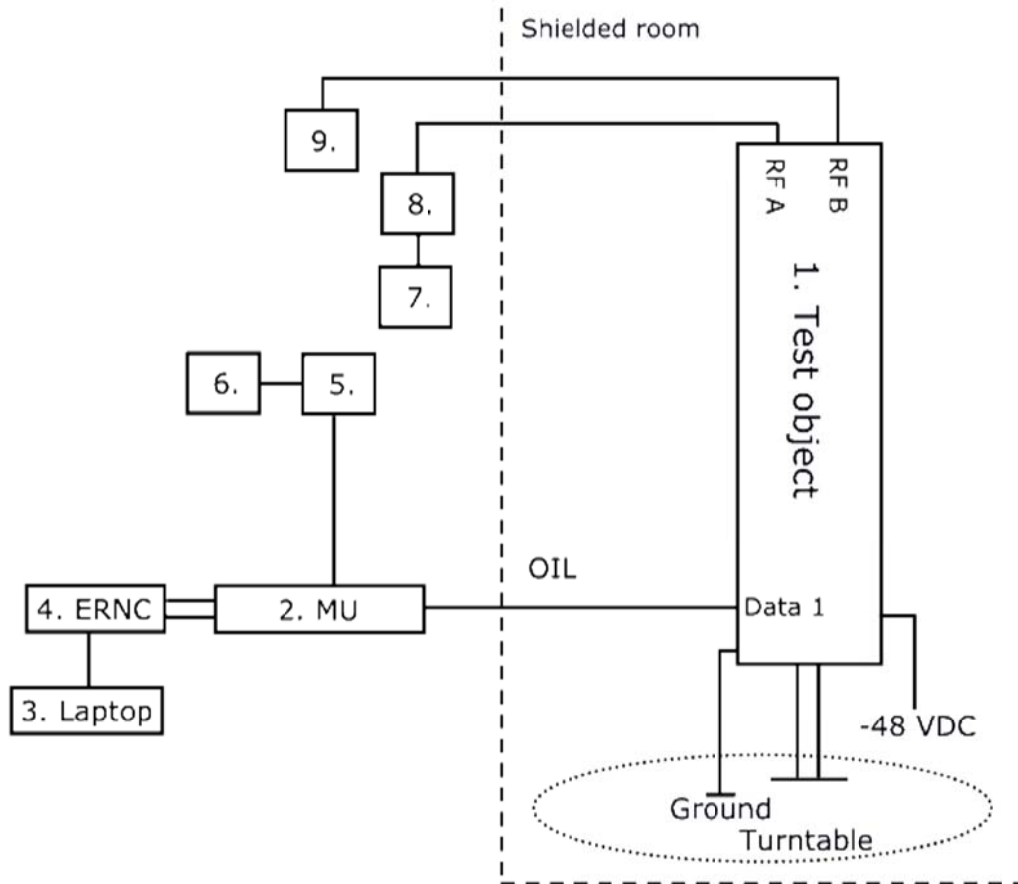 Shielded room
9.
8.
7.
RF A
RF B
1. Test object
6.
5.
OIL
4. ERNC
2. MU
Data 1
3. Laptop
-48 VDC
Ground
Turntable